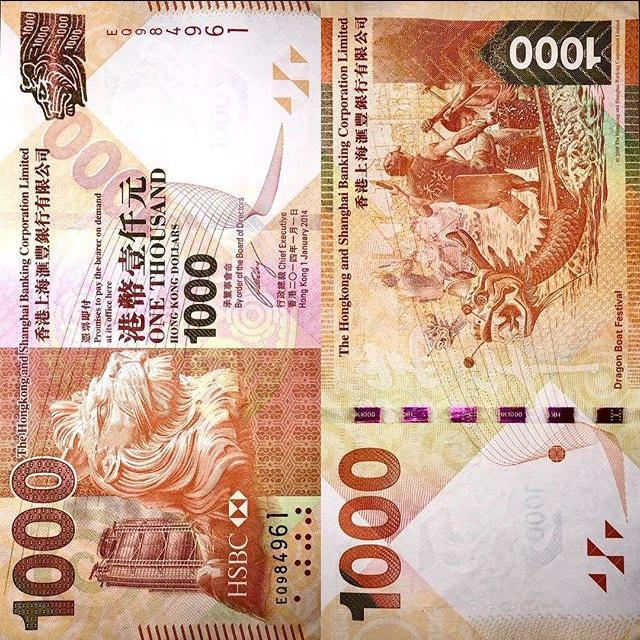 EQ984961
The Hongkong and Shanghai Banking Corporation Limited
香港上海滙豐銀行有限公司
憑票即付
Promises to pay the bearer on demand
at its office here
港幣壹仟元
ONE THOUSAND
HONG KONG DOLLARS
1000
承董事會命
By order of the Board of Directors
行政總裁 Chief Executive
香港二〇一四年一月一日
Hong Kong 1 January 2014
1000
HSBC
EQ984961
1000
The Hongkong and Shanghai Banking Corporation Limited
香港上海滙豐銀行有限公司
Dragon Boat Festival
1000